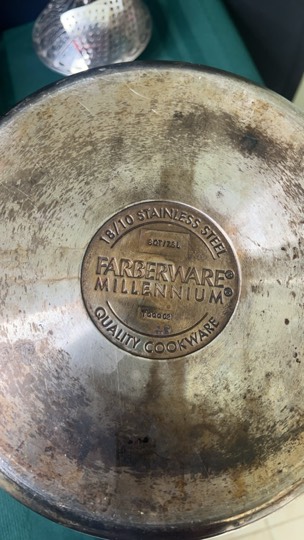 18/10 STAINLESS STEEL
FARBERWARE®
MILLENNIUM®
QUALITY COOKWARE